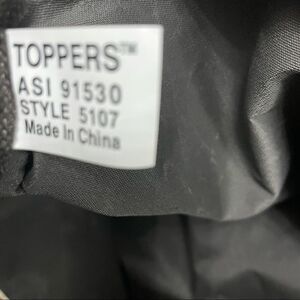 TOPPERS™
ASI 91530
STYLE 5107
Made In China